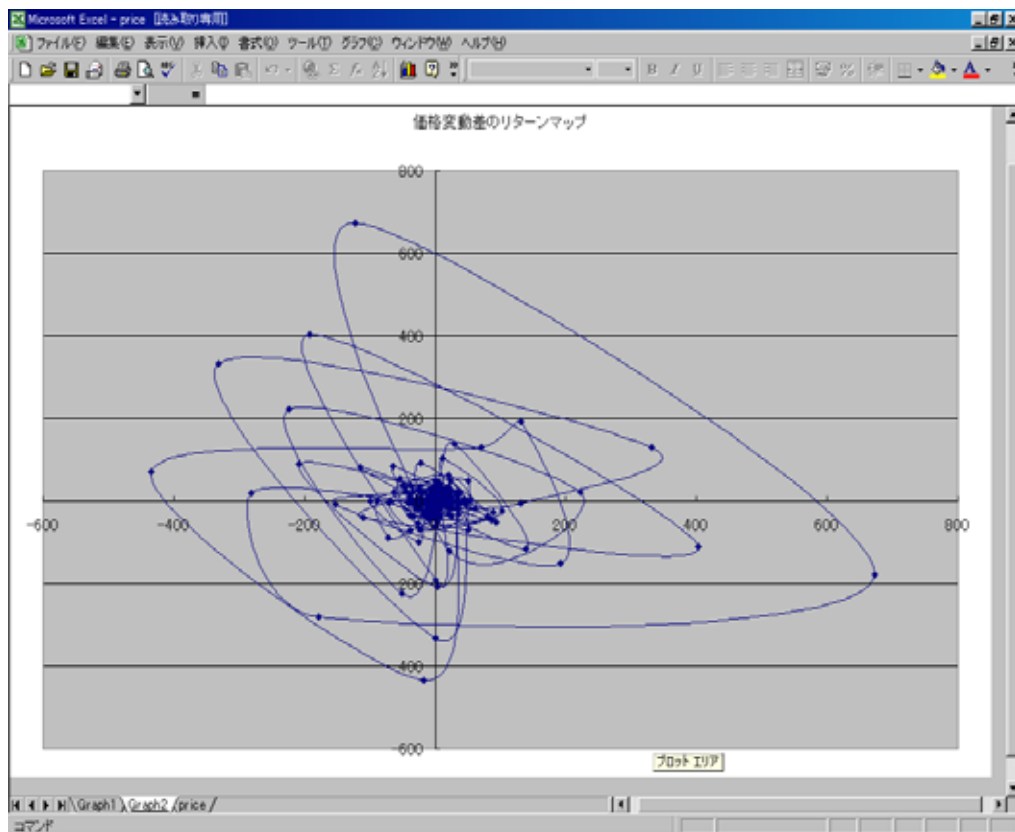 Microsoft Excel - price [読み取り専用]
ファイル(F) 編集(E) 表示(V) 挿入(I) 書式(O) ツール(T) グラフ(C) ウィンドウ(W) ヘルプ(H)
B I U
=
価格変動差のリターンマップ
800
600
400
200
-600 -400 -200 200 400 600 800
-200
-400
-600
プロット エリア
Graph1 Graph2 price
コマンド